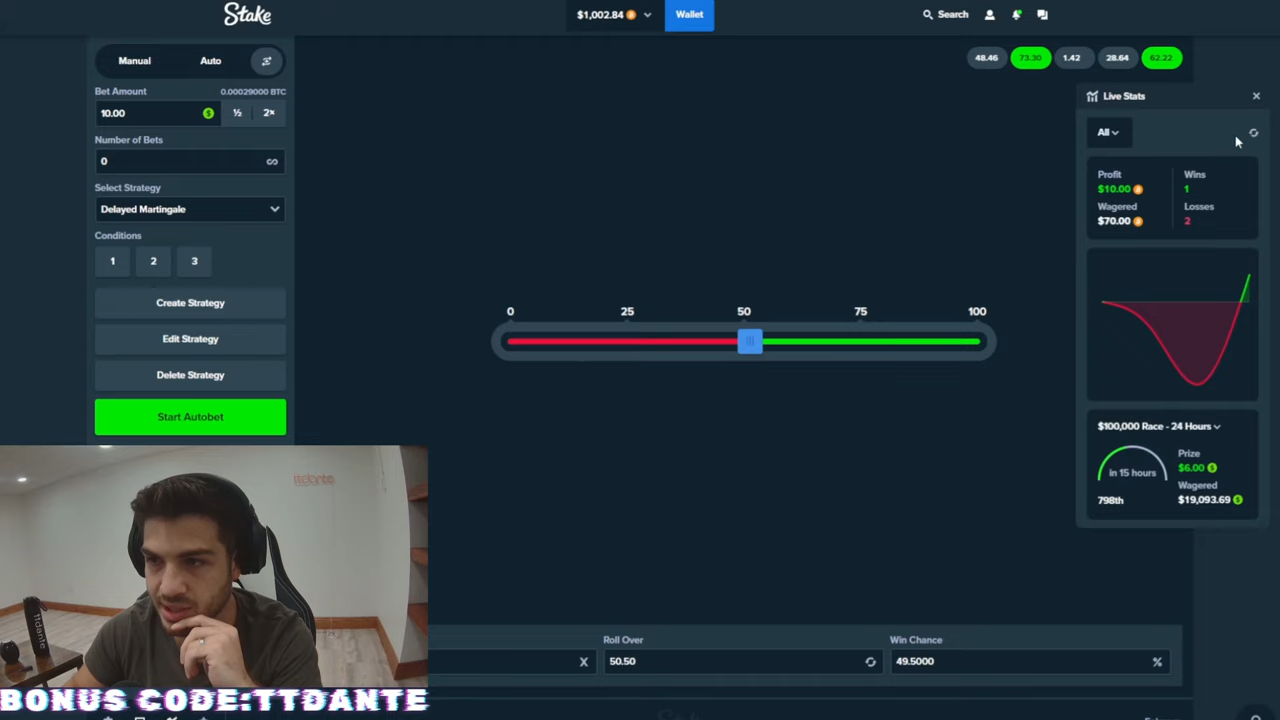 Stake
$1,002.84
Wallet
Search
Manual
Auto
48.46
73.30
1.42
28.64
62.22
Bet Amount
0.00029000 BTC
10.00
½
2×
Number of Bets
0
Select Strategy
Delayed Martingale
Conditions
1
2
3
Create Strategy
Edit Strategy
Delete Strategy
Start Autobet
0
25
50
75
100
Live Stats
All
Profit
$10.00
Wins
1
Wagered
$70.00
Losses
2
$100,000 Race - 24 Hours
in 15 hours
798th
Prize
$6.00
Wagered
$19,093.69
ttdante
ttdante
Roll Over
50.50
Win Chance
49.5000
%
BONUS CODE:TTDANTE
Stake